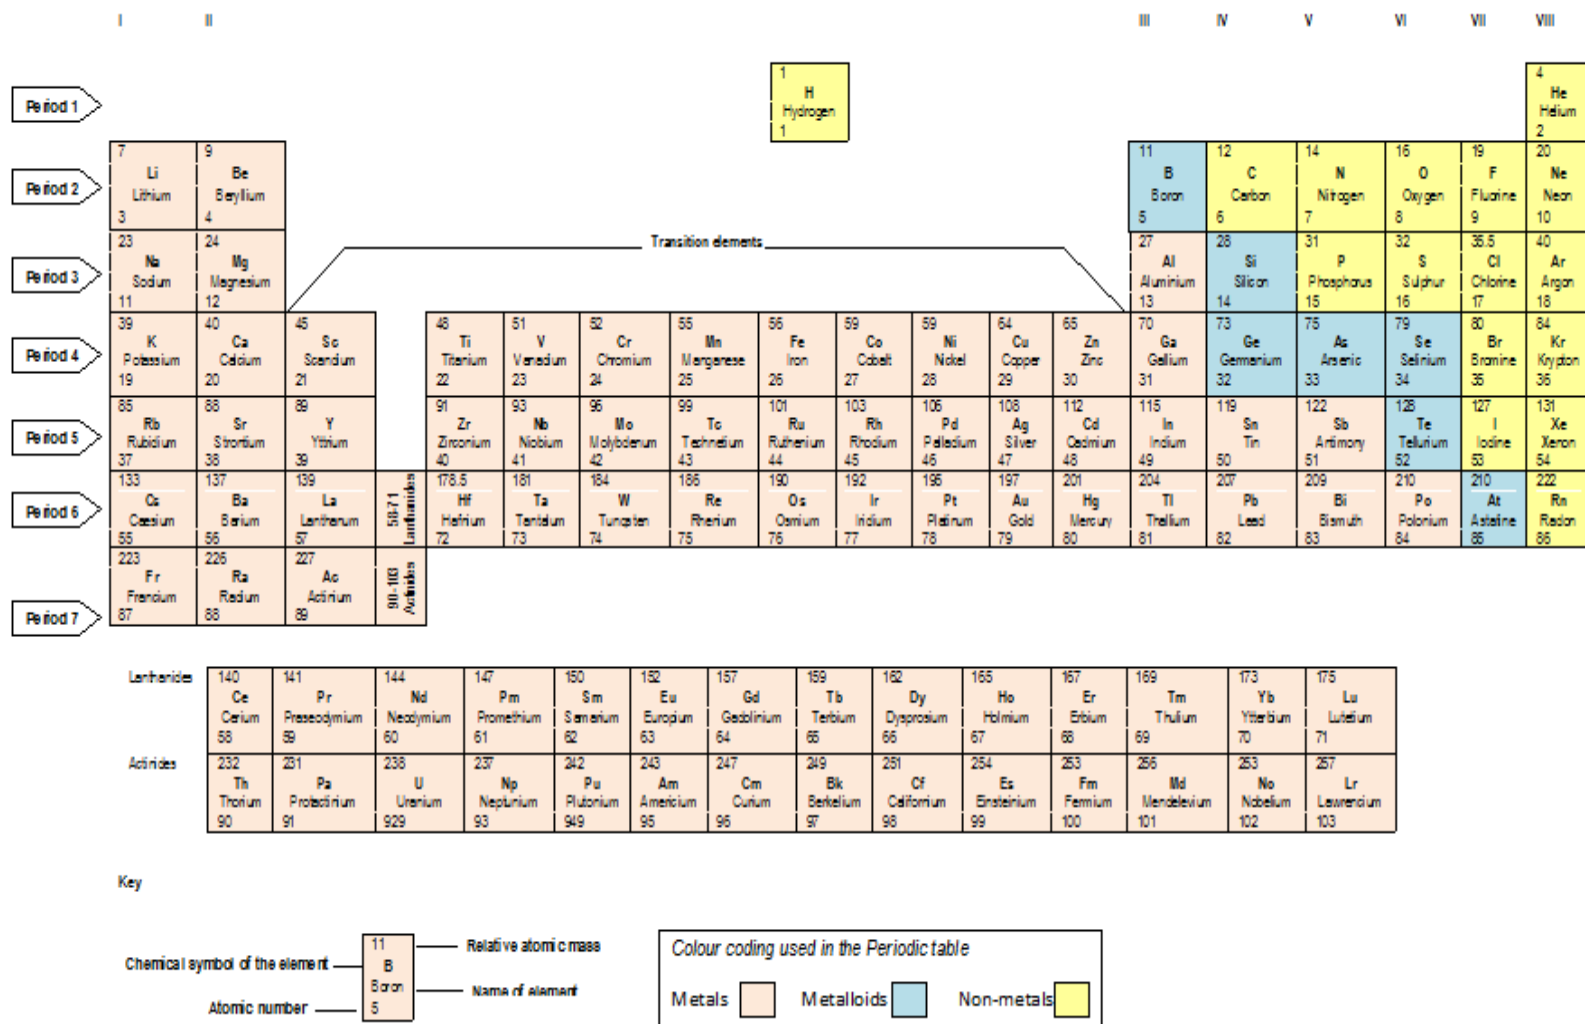 I II III IV V VI VII VIII
Period 1
1 4
H He
Hydrogen Helium
1 2
Period 2
7 9 11 12 14 16 19 20
Li Be B C N O F Ne
Lithium Beryllium Boron Carbon Nitrogen Oxygen Fluorine Neon
3 4 5 6 7 8 9 10
Transition elements
Period 3
23 24 27 28 31 32 35.5 40
Na Mg Al Si P S Cl Ar
Sodium Magnesium Aluminium Silicon Phosphorus Sulphur Chlorine Argon
11 12 13 14 15 16 17 18
Period 4
39 40 45 48 51 52 55 56 59 59 64 65 70 73 75 79 80 84
K Ca Sc Ti V Cr Mn Fe Co Ni Cu Zn Ga Ge As Se Br Kr
Potassium Calcium Scandium Titanium Vanadium Chromium Manganese Iron Cobalt Nickel Copper Zinc Gallium Germanium Arsenic Selinium Bromine Krypton
19 20 21 22 23 24 25 26 27 28 29 30 31 32 33 34 35 36
Period 5
85 88 89 91 93 96 99 101 103 106 108 112 115 119 122 128 127 131
Rb Sr Y Zr Nb Mo Tc Ru Rh Pd Ag Cd In Sn Sb Te I Xe
Rubidium Strontium Yttrium Zirconium Niobium Molybdenum Technetium Ruthenium Rhodium Palladium Silver Cadmium Indium Tin Antimony Tellurium Iodine Xenon
37 38 39 40 41 42 43 44 45 46 47 48 49 50 51 52 53 54
Period 6
133 137 139 178.5 181 184 186 190 192 195 197 201 204 207 209 210 210 222
Cs Ba La Hf Ta W Re Os Ir Pt Au Hg Tl Pb Bi Po At Rn
Caesium Barium Lanthanum Hafnium Tantalum Tungsten Rhenium Osmium Iridium Platinum Gold Mercury Thallium Lead Bismuth Polonium Astatine Radon
55 56 57 72 73 74 75 76 77 78 79 80 81 82 83 84 85 86
58-71
Lanthanides
Period 7
223 226 227
Fr Ra Ac
Francium Radium Actinium
87 88 89
90-103
Actinides
Lanthanides
140 141 144 147 150 152 157 159 162 165 167 169 173 175
Ce Pr Nd Pm Sm Eu Gd Tb Dy Ho Er Tm Yb Lu
Cerium Praseodymium Neodymium Promethium Samarium Europium Gadolinium Terbium Dysprosium Holmium Erbium Thulium Ytterbium Lutetium
58 59 60 61 62 63 64 65 66 67 68 69 70 71
Actinides
232 231 238 237 242 243 247 249 251 254 253 256 253 257
Th Pa U Np Pu Am Cm Bk Cf Es Fm Md No Lr
Thorium Protactinium Uranium Neptunium Plutonium Americium Curium Berkelium Californium Einsteinium Fermium Mendelevium Nobelium Lawrencium
90 91 929 93 949 95 96 97 98 99 100 101 102 103
Key
11
B
Boron
5
Relative atomic mass
Chemical symbol of the element
Name of element
Atomic number
Colour coding used in the Periodic table
Metals Metalloids Non-metals